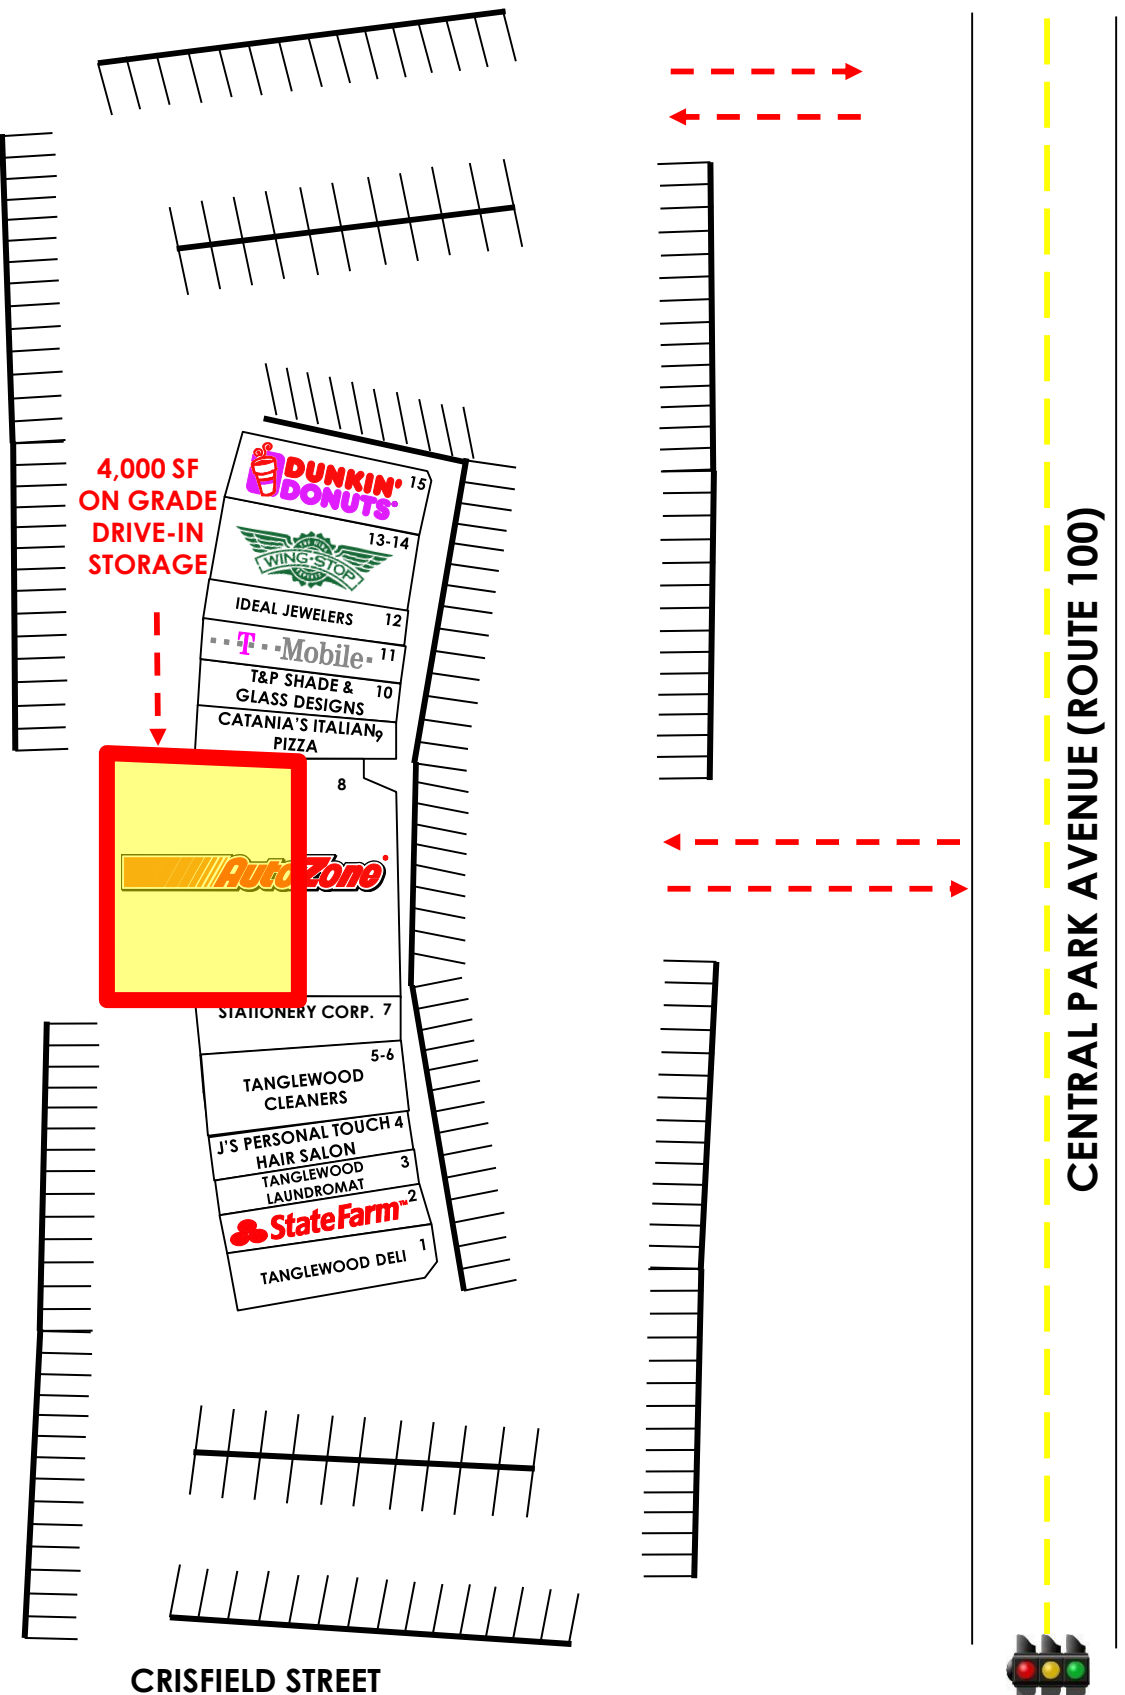 4,000 SF
ON GRADE
DRIVE-IN
STORAGE
DUNKIN'
DONUTS
15
13-14
WING·STOP
IDEAL JEWELERS 12
T··Mobile· 11
T&P SHADE &
GLASS DESIGNS
10
CATANIA'S ITALIAN
PIZZA
9
8
AutoZone
STATIONERY CORP. 7
5-6
TANGLEWOOD
CLEANERS
J'S PERSONAL TOUCH 4
HAIR SALON
TANGLEWOOD
LAUNDROMAT
3
StateFarm™ 2
TANGLEWOOD DELI 1
CENTRAL PARK AVENUE (ROUTE 100)
CRISFIELD STREET